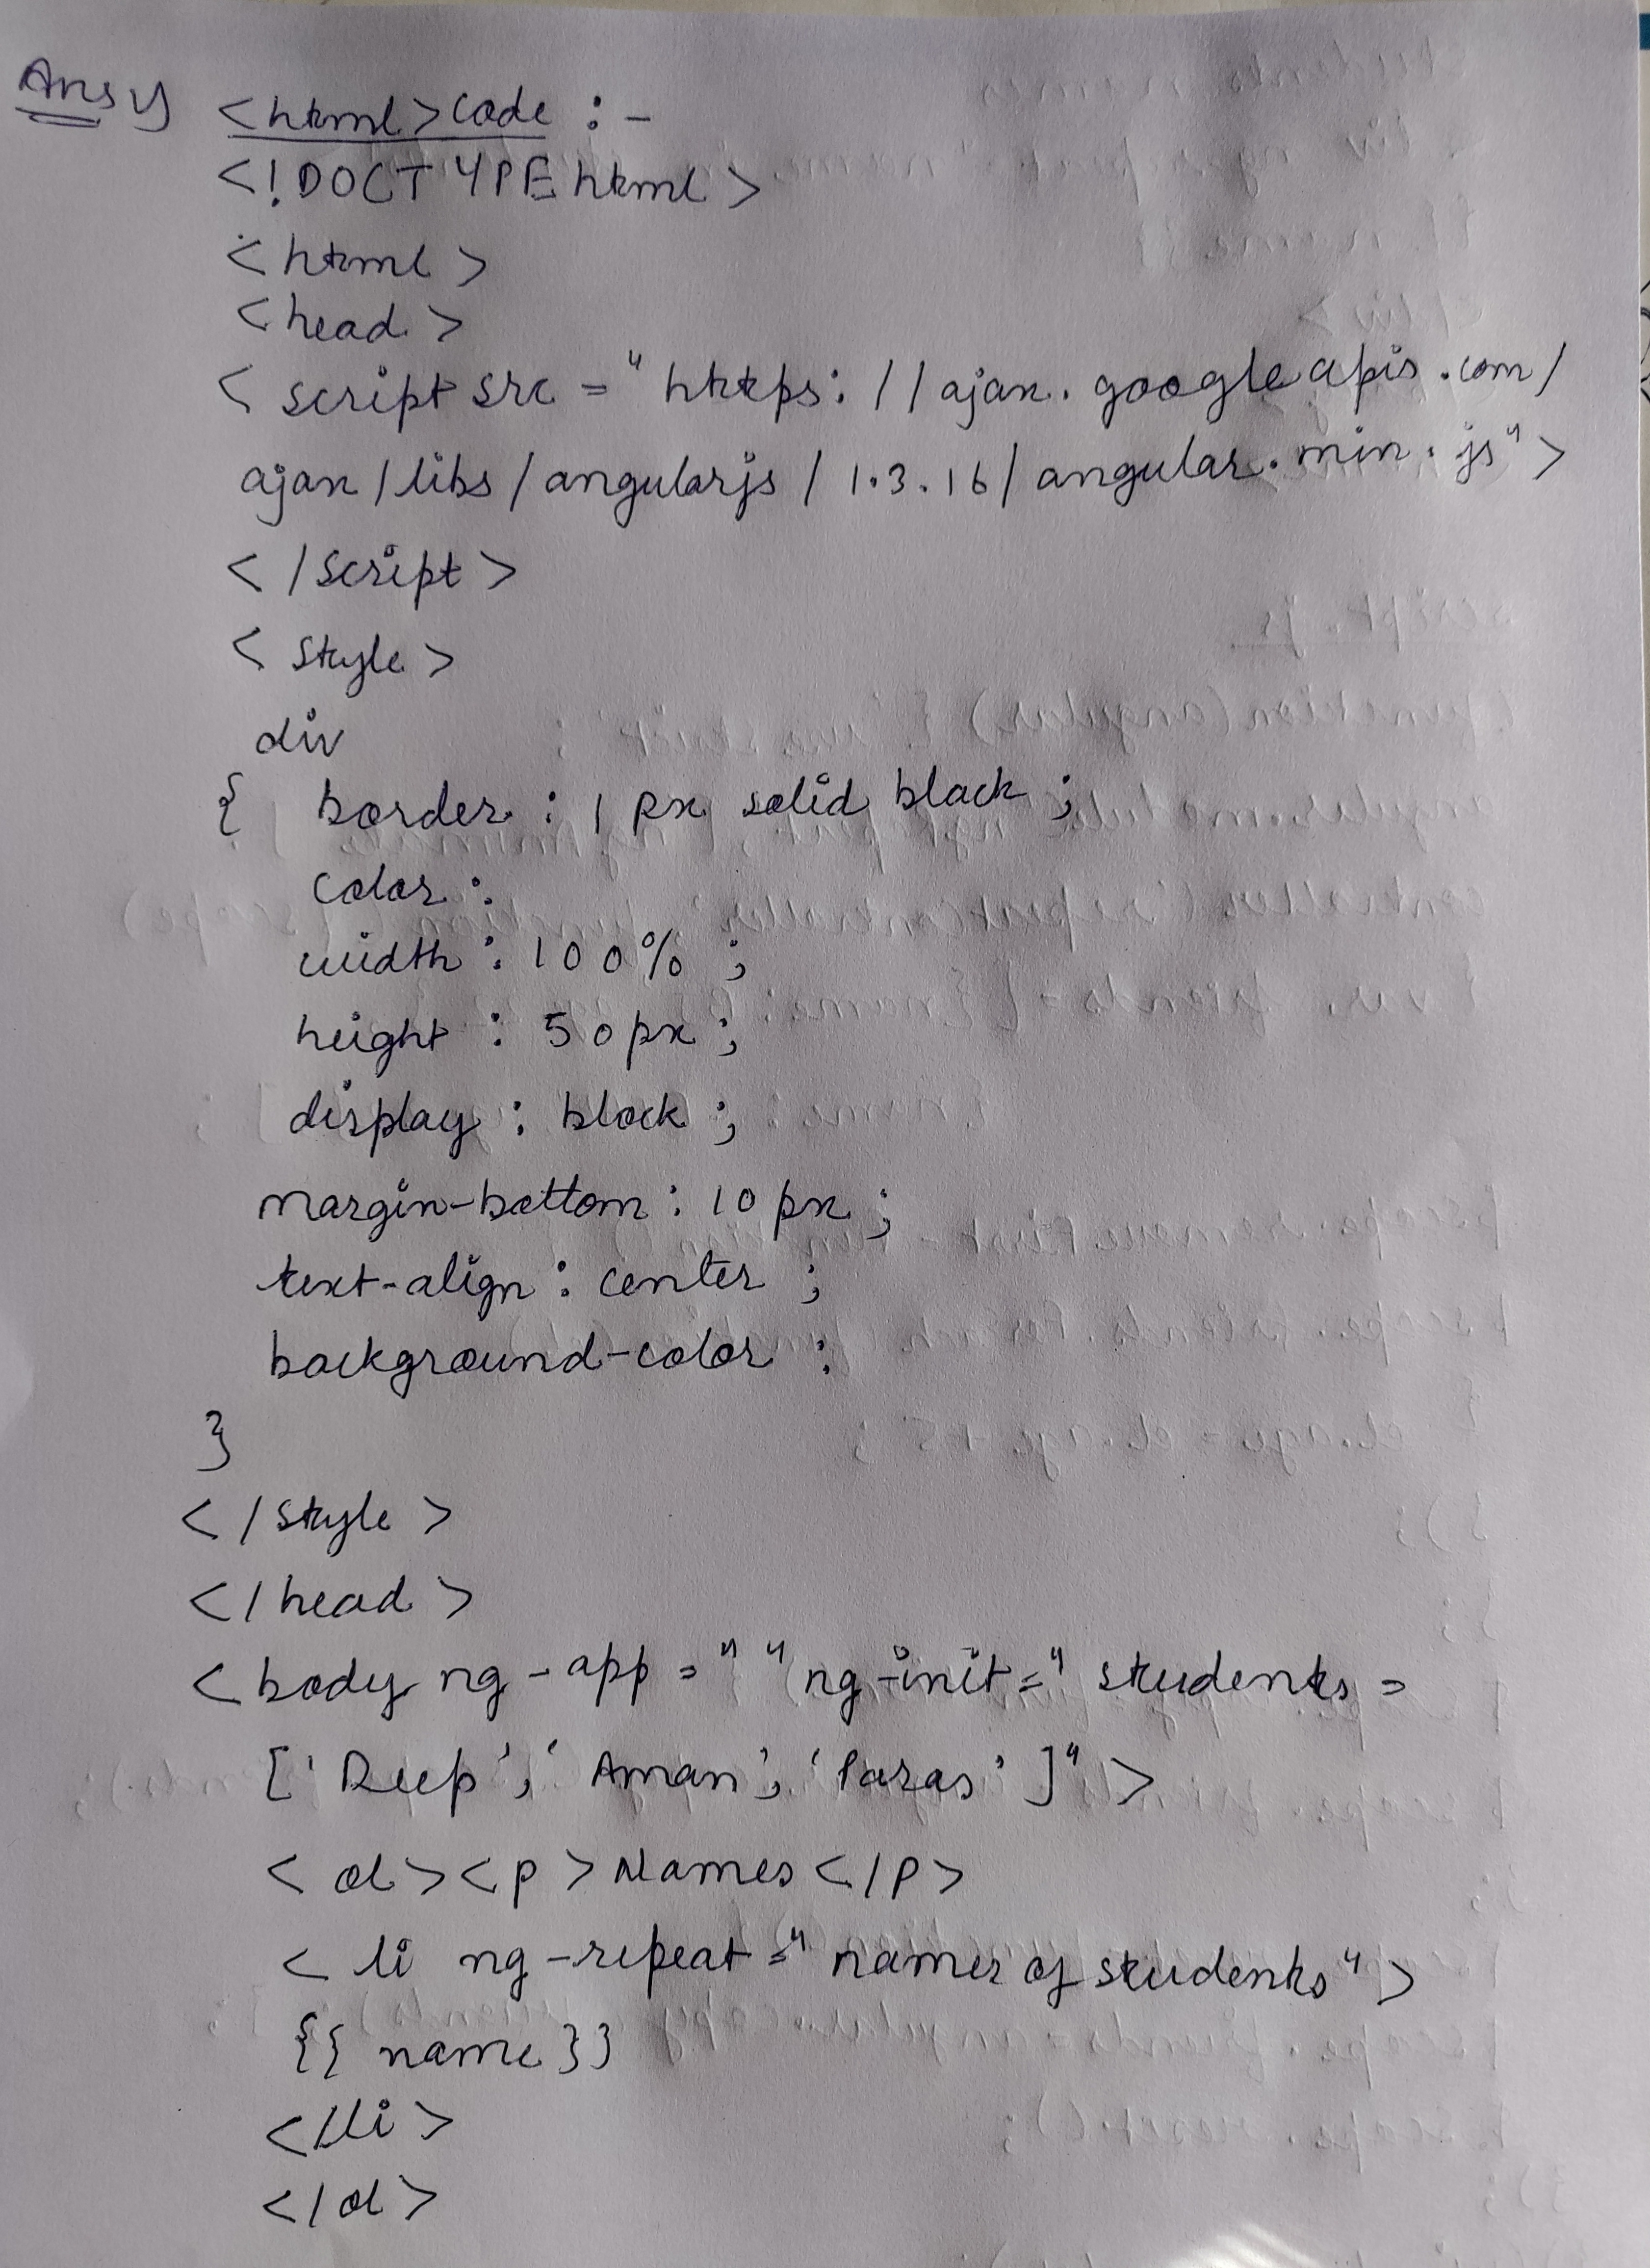 Ans 4) <html> code :-
<!DOCTYPE html>
<html>
<head>
<script src = "https://ajax.googleapis.com/
ajax/libs/angularjs/1.3.16/angular.min.js">
</script>
<style>
div
{ border : 1px solid black ;
color :
width : 100% ;
height : 50px ;
display : block ;
margin-bottom : 10px ;
text-align : center ;
background-color :
}
</style>
</head>
<body ng-app = " " ng-init = " students =
['Deep', 'Aman', 'Paras' ]">
<ol><p>Names</p>
<li ng-repeat = "names of students">
{{ name }}
</li>
</ol>